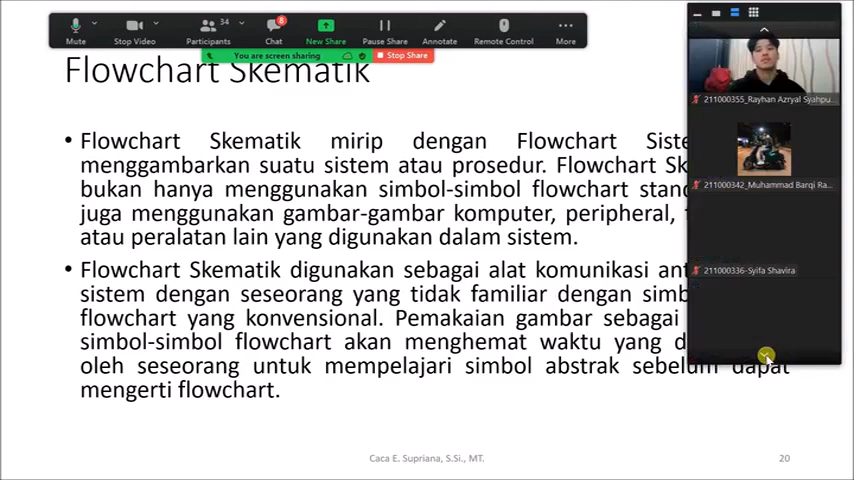 34
8
Mute
Stop Video
Participants
Chat
New Share
Pause Share
Annotate
Remote Control
More
You are screen sharing
Stop Share
Flowchart Skematik
• Flowchart Skematik mirip dengan Flowchart
menggambarkan suatu sistem atau prosedur. Flowchart
bukan hanya menggunakan simbol-simbol flowchart
juga menggunakan gambar-gambar komputer, peripheral,
atau peralatan lain yang digunakan dalam sistem.
• Flowchart Skematik digunakan sebagai alat komunikasi
sistem dengan seseorang yang tidak familiar dengan
flowchart yang konvensional. Pemakaian gambar sebagai
simbol-simbol flowchart akan menghemat waktu yang
oleh seseorang untuk mempelajari simbol abstrak sebelum dapat
mengerti flowchart.
211000355_Rayhan Azryal Syahpu...
211000342_Muhammad Barqi Ra...
211000336-Syifa Shavira
Caca E. Supriana, S.Si., MT.
20